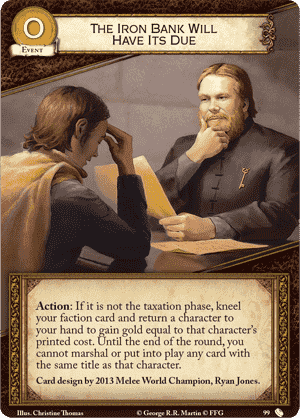 0
The Iron Bank Will
Have Its Due
Event
Action: If it is not the taxation phase, kneel
your faction card and return a character to
your hand to gain gold equal to that character's
printed cost. Until the end of the round, you
cannot marshal or put into play any card with
the same title as that character.
Card design by 2013 Melee World Champion, Ryan Jones.
Illus. Christine Thomas © George R.R. Martin © FFG 99